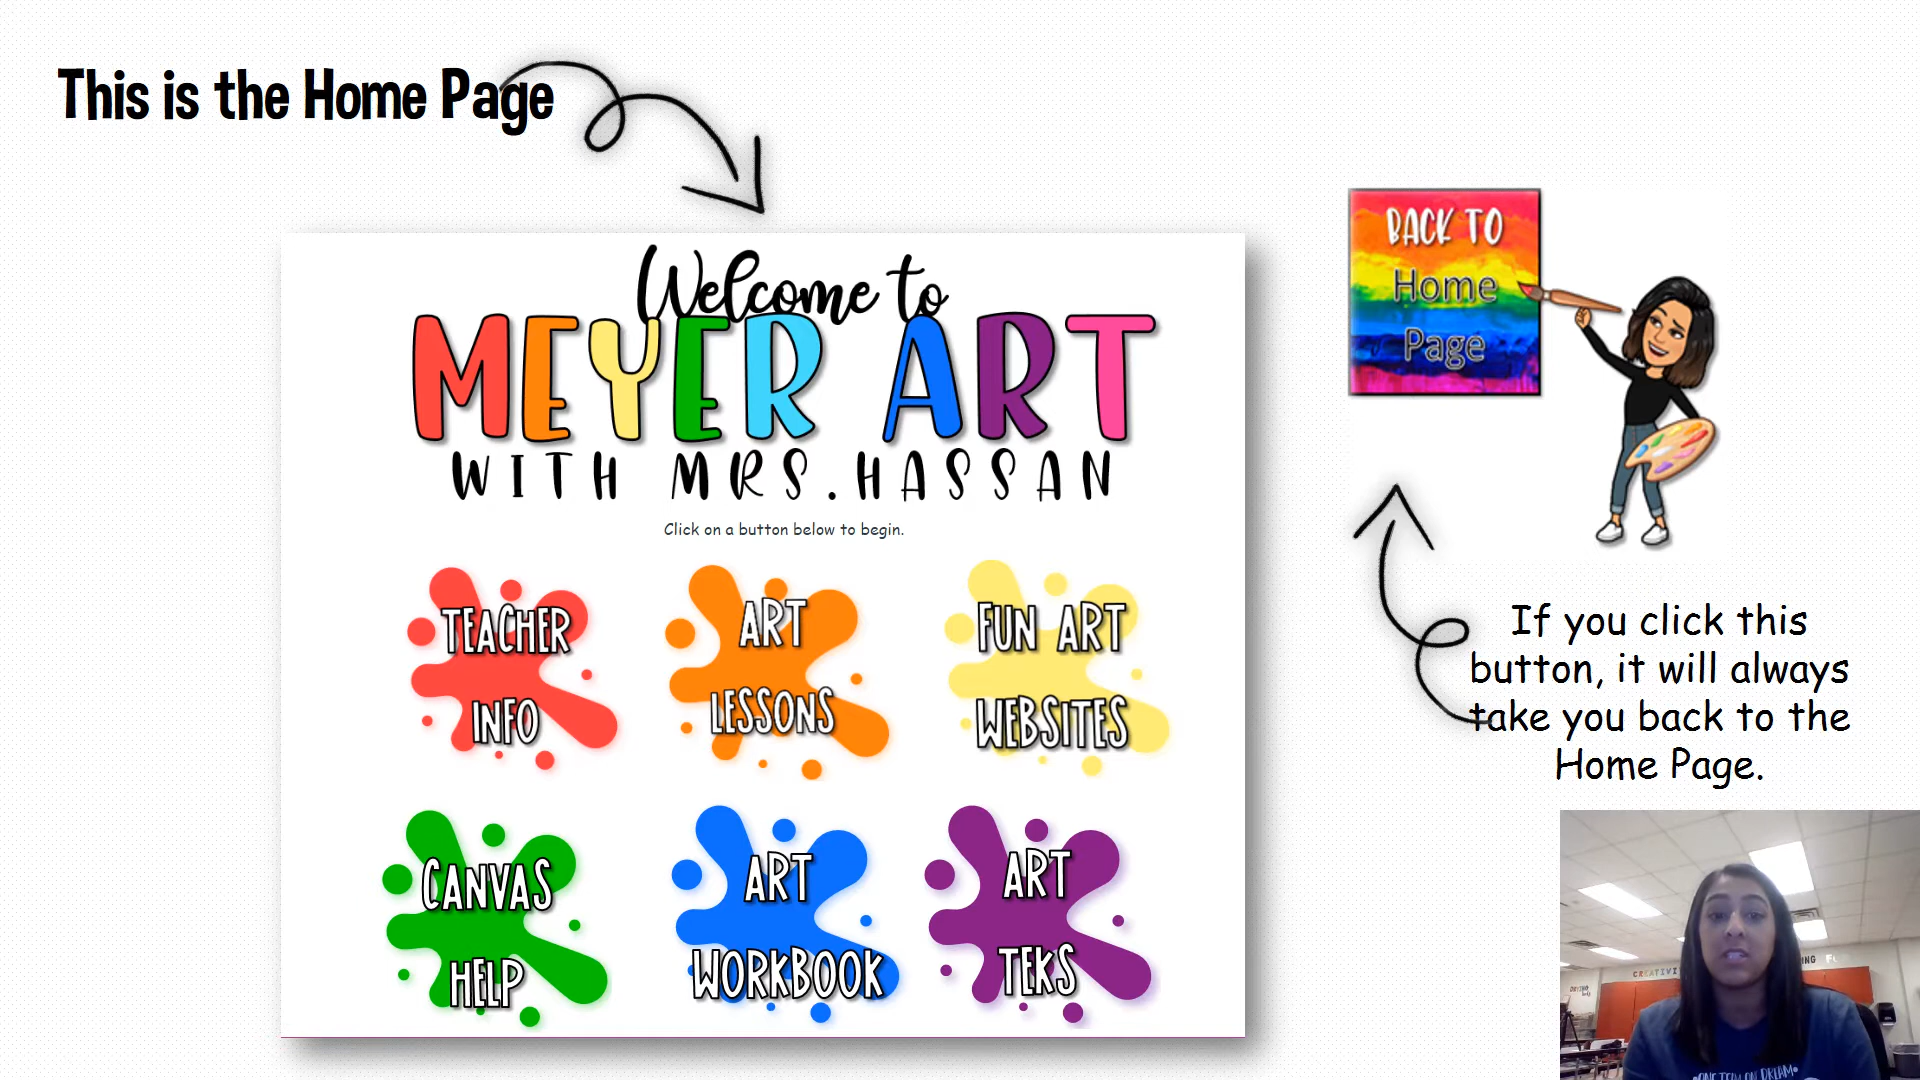 This is the Home Page
Welcome to
MEYER ART
WITH MRS.HASSAN
Click on a button below to begin.
TEACHER
INFO
ART
LESSONS
FUN ART
WEBSITES
CANVAS
HELP
ART
WORKBOOK
ART
TEKS
BACK TO
Home
Page
If you click this
button, it will always
take you back to the
Home Page.